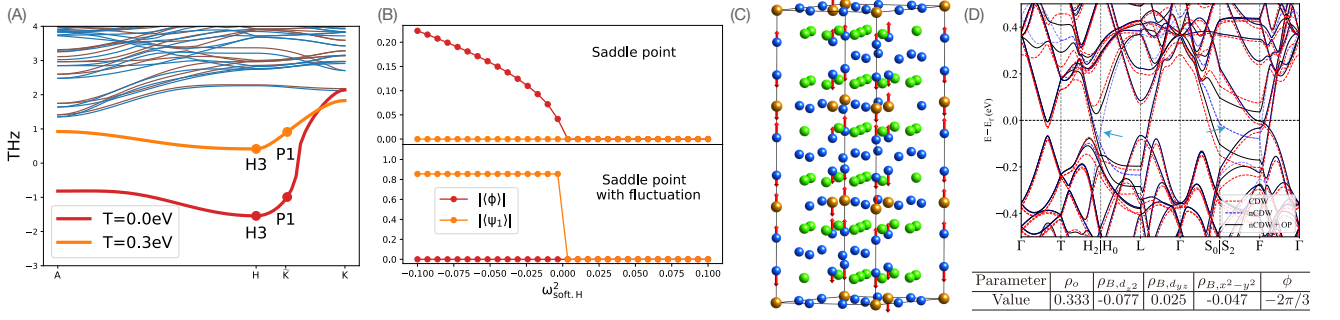 (A)
4
3
2
1
0
−1
−2
−3
THz
H3
P1
H3
P1
T=0.0eV
T=0.3eV
A
H
K̄
K
(B)
0.20
0.15
0.10
0.05
0.00
Saddle point
1.0
0.8
0.6
0.4
0.2
0.0
Saddle point
with fluctuation
|⟨ϕ⟩|
|⟨ψ₁⟩|
−0.100 −0.075 −0.050 −0.025 0.000 0.025 0.050 0.075 0.100
ω²soft. H
(C)
(D)
0.4
0.2
0.0
−0.2
−0.4
E − Ef (eV)
CDW
nCDW
nCDW + OP
Γ T H₂|H₀ L Γ S₀|S₂ F Γ
Parameter ρₒ ρB,dz² ρB,dyz ρB,x²−y² ϕ
Value 0.333 -0.077 0.025 -0.047 −2π/3